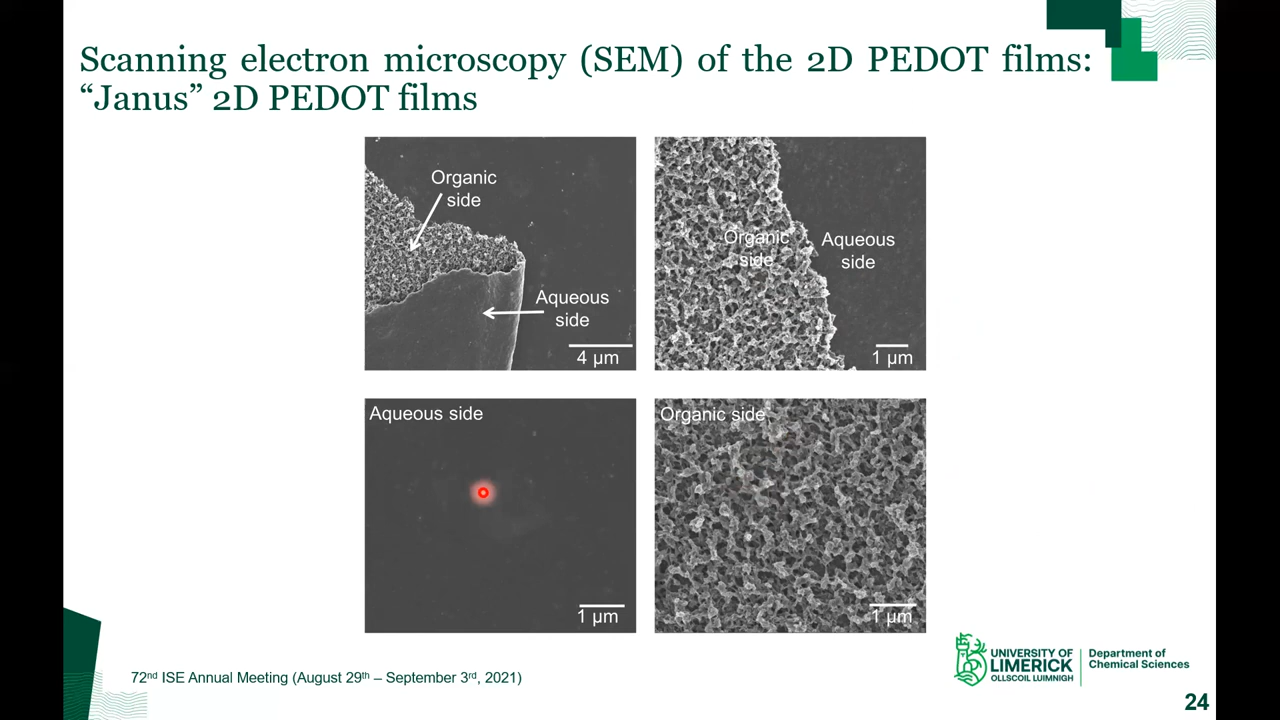 Scanning electron microscopy (SEM) of the 2D PEDOT films:
“Janus” 2D PEDOT films
Organic
side
Aqueous
side
4 µm
Organic
side
Aqueous
side
1 µm
Aqueous side
1 µm
Organic side
1 µm
72nd ISE Annual Meeting (August 29th – September 3rd, 2021)
UNIVERSITY OF
LIMERICK
OLLSCOIL LUIMNIGH
Department of
Chemical Sciences
24